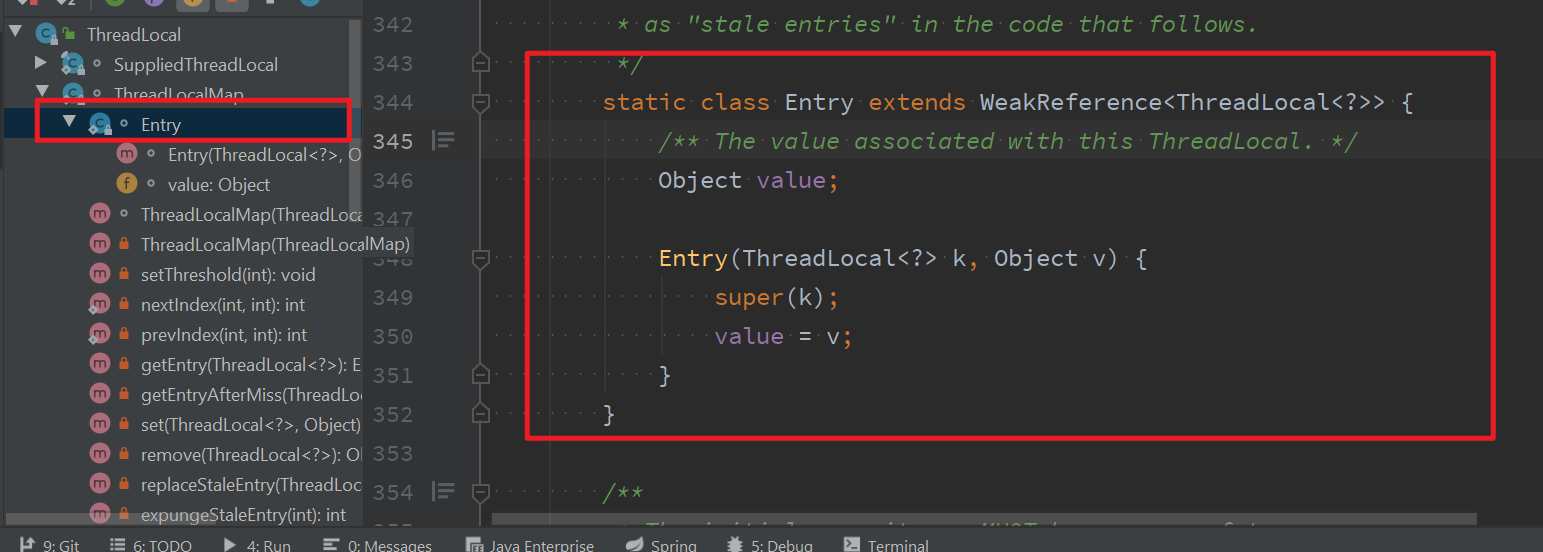 ThreadLocal
SuppliedThreadLocal
ThreadLocalMap
Entry
Entry(ThreadLocal<?>, O
value: Object
ThreadLocalMap(ThreadLoca
ThreadLocalMap(ThreadLocalMap)
setThreshold(int): void
nextIndex(int, int): int
prevIndex(int, int): int
getEntry(ThreadLocal<?>): E
getEntryAfterMiss(ThreadLo
set(ThreadLocal<?>, Object)
remove(ThreadLocal<?>): O
replaceStaleEntry(ThreadLoc
expungeStaleEntry(int): int
342 * as "stale entries" in the code that follows.
343 */
344 static class Entry extends WeakReference<ThreadLocal<?>> {
345 /** The value associated with this ThreadLocal. */
346 Object value;
347
348 Entry(ThreadLocal<?> k, Object v) {
349 super(k);
350 value = v;
351 }
352 }
353
354 /**
9: Git 6: TODO 4: Run 0: Messages Java Enterprise Spring 5: Debug Terminal